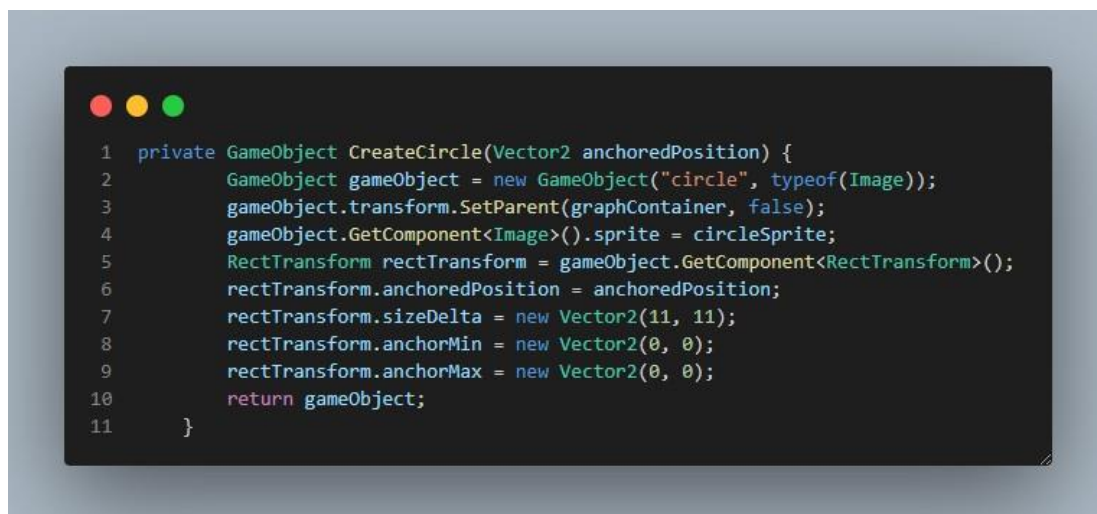 1 private GameObject CreateCircle(Vector2 anchoredPosition) {
2 GameObject gameObject = new GameObject("circle", typeof(Image));
3 gameObject.transform.SetParent(graphContainer, false);
4 gameObject.GetComponent<Image>().sprite = circleSprite;
5 RectTransform rectTransform = gameObject.GetComponent<RectTransform>();
6 rectTransform.anchoredPosition = anchoredPosition;
7 rectTransform.sizeDelta = new Vector2(11, 11);
8 rectTransform.anchorMin = new Vector2(0, 0);
9 rectTransform.anchorMax = new Vector2(0, 0);
10 return gameObject;
11 }